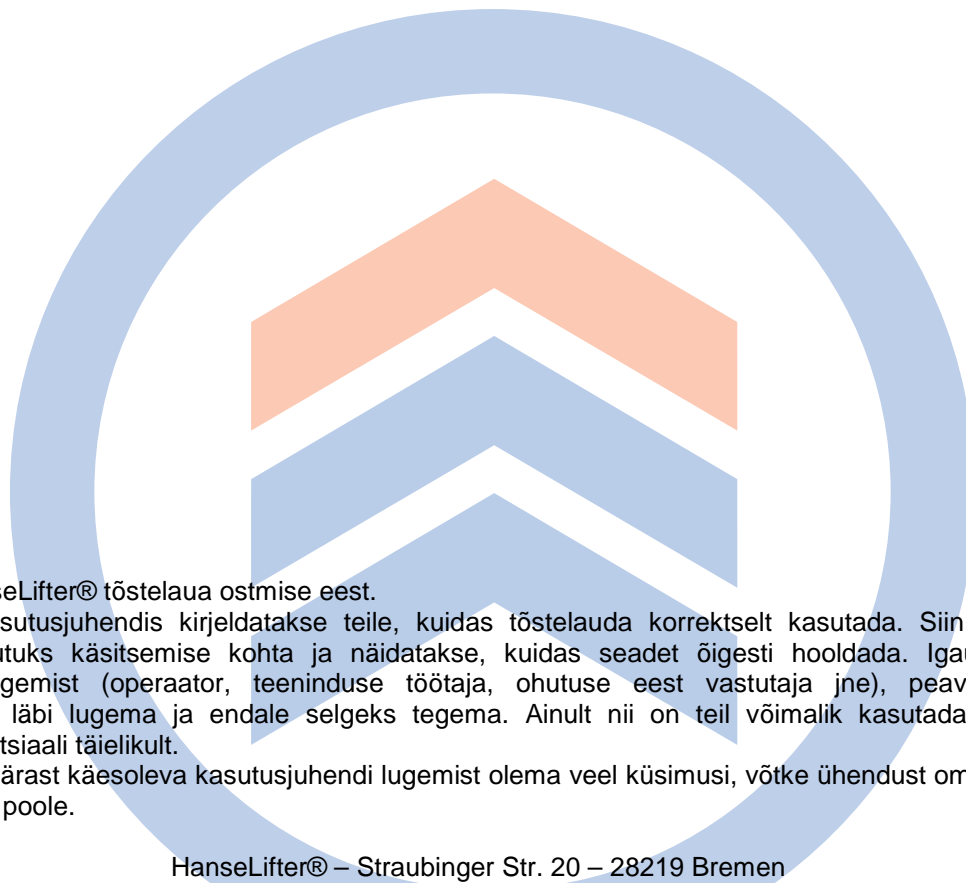 seLifter® tõstelaua ostmise eest.
sutusjuhendis kirjeldatakse teile, kuidas tõstelauda korrektselt kasutada. Siin
utuks käsitsemise kohta ja näidatakse, kuidas seadet õigesti hooldada. Igau
gemist (operaator, teeninduse töötaja, ohutuse eest vastutaja jne), peav
läbi lugema ja endale selgeks tegema. Ainult nii on teil võimalik kasutada
tsiaali täielikult.
ärast käesoleva kasutusjuhendi lugemist olema veel küsimusi, võtke ühendust om
poole.
HanseLifter® – Straubinger Str. 20 – 28219 Bremen